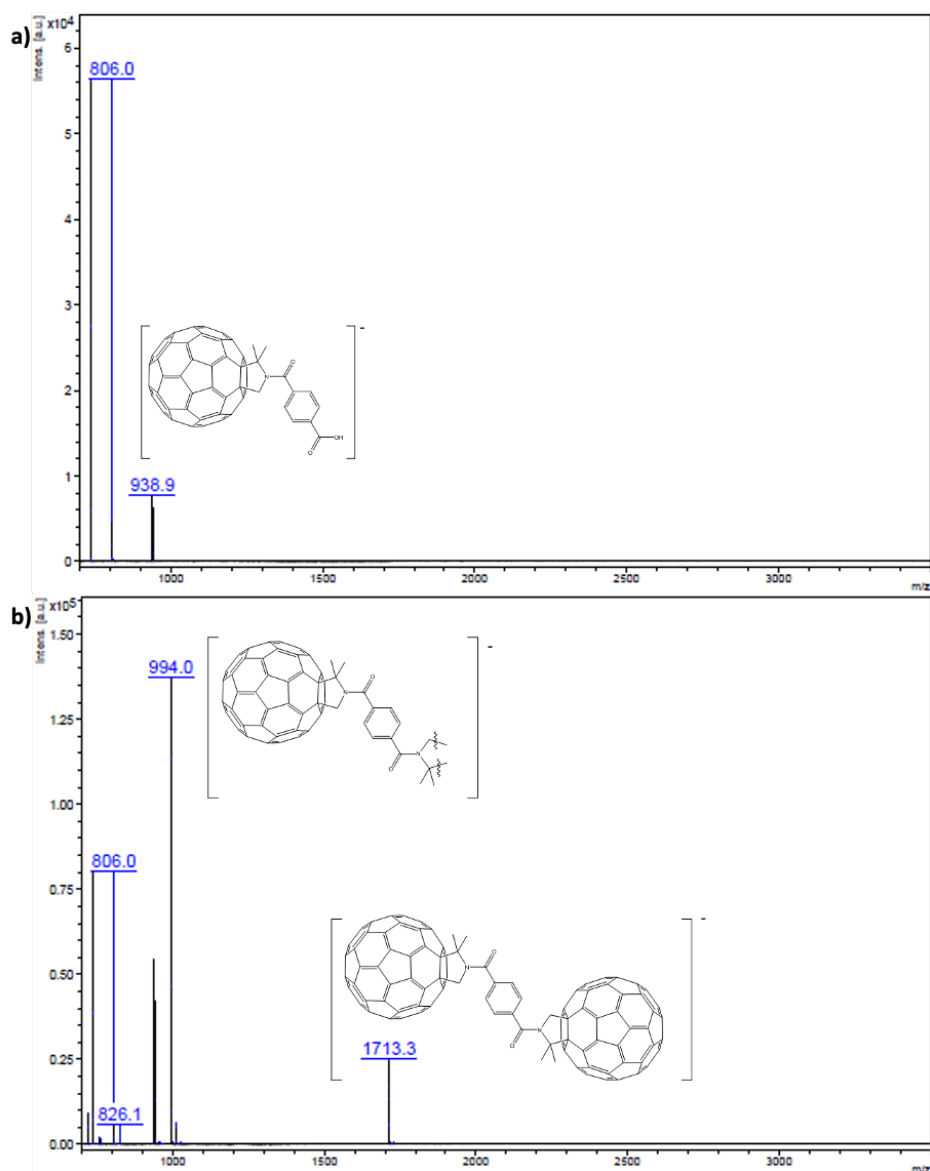 a)
Intens. [a.u.]
x10⁴
6
5
4
3
2
1
0
806.0
938.9
N
O
O
OH
-
1000
1500
2000
2500
3000
m/z
b)
Intens. [a.u.]
x10⁵
1.50
1.25
1.00
0.75
0.50
0.25
0.00
994.0
806.0
826.1
1713.3
N
O
O
N
-
N
O
O
N
-
1000
1500
2000
2500
3000
m/z